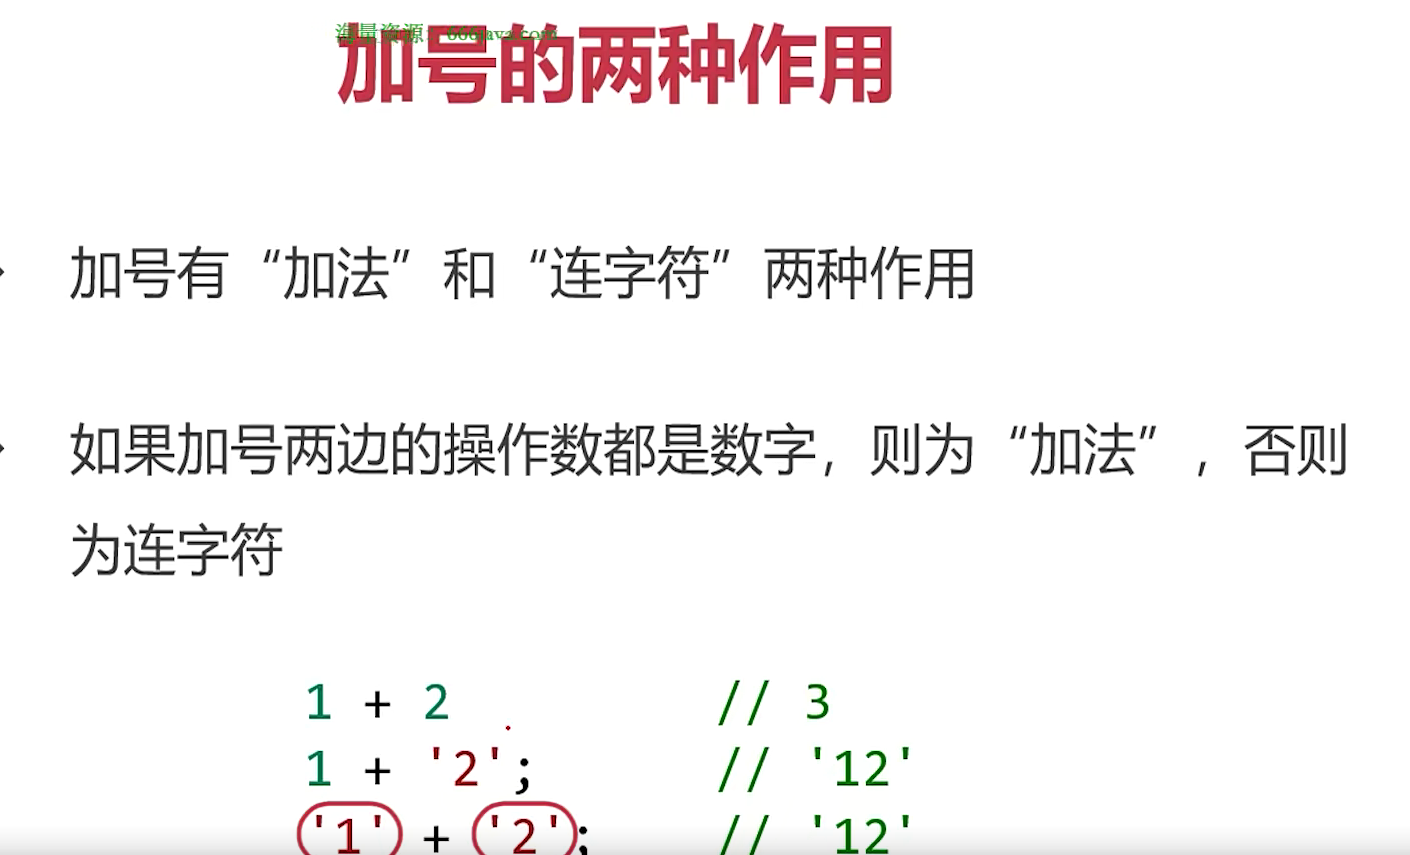 海量资源：666java.com
加号的两种作用
加号有“加法”和“连字符”两种作用
如果加号两边的操作数都是数字，则为“加法”，否则
为连字符
1 + 2 // 3
1 + '2'; // '12'
'1' + '2'; // '12'